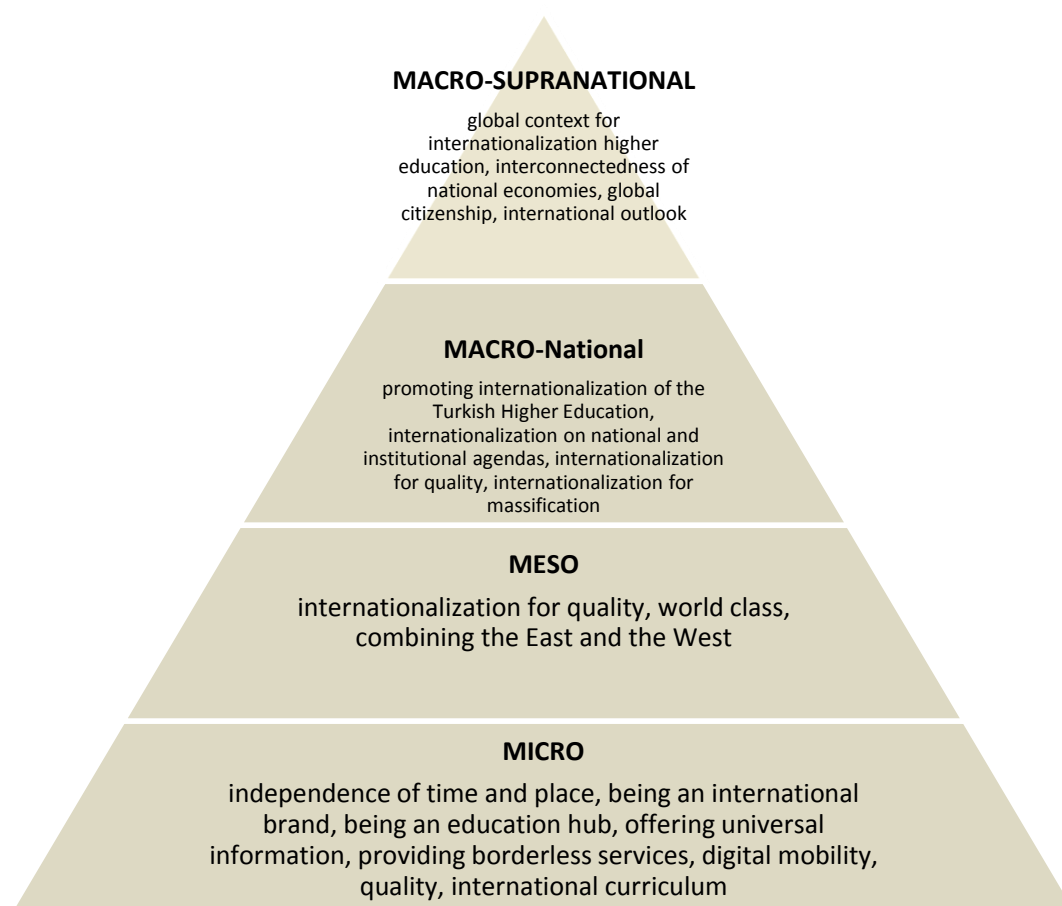 MACRO-SUPRANATIONAL
global context for
internationalization higher
education, interconnectedness of
national economies, global
citizenship, international outlook
MACRO-National
promoting internationalization of the
Turkish Higher Education,
internationalization on national and
institutional agendas, internationalization
for quality, internationalization for
massification
MESO
internationalization for quality, world class,
combining the East and the West
MICRO
independence of time and place, being an international
brand, being an education hub, offering universal
information, providing borderless services, digital mobility,
quality, international curriculum